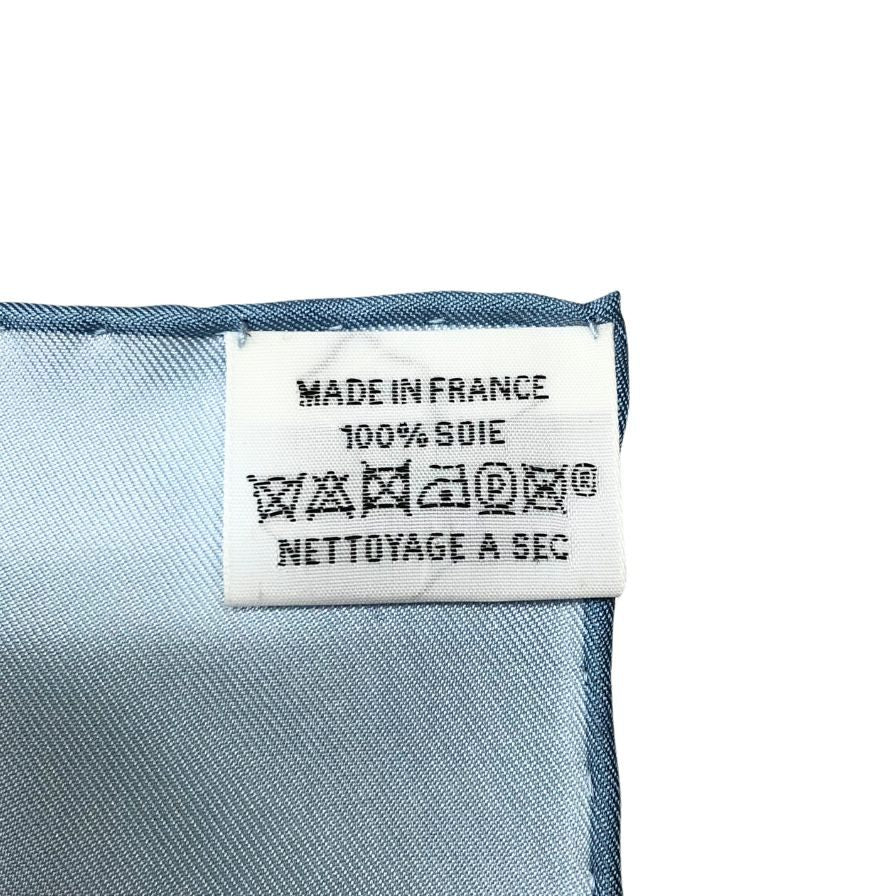 MADE IN FRANCE
100% SOIE
P ®
NETTOYAGE A SEC